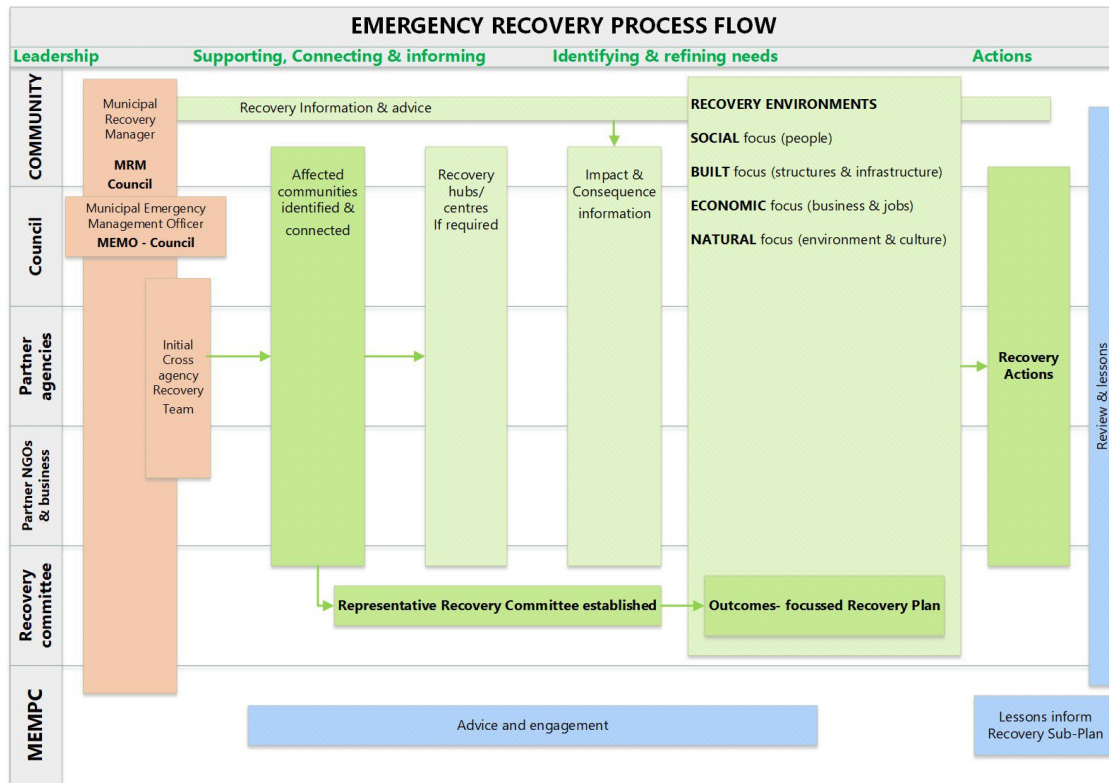 EMERGENCY RECOVERY PROCESS FLOW
Leadership
Supporting, Connecting & informing
Identifying & refining needs
Actions
COMMUNITY
Council
Partner
agencies
Partner NGOs
& business
Recovery
committee
MEMPC
Municipal
Recovery
Manager
MRM
Council
Municipal Emergency
Management Officer
MEMO - Council
Initial
Cross
agency
Recovery
Team
Recovery Information & advice
Affected
communities
identified &
connected
Recovery
hubs/
centres
If required
Impact &
Consequence
information
RECOVERY ENVIRONMENTS
SOCIAL focus (people)
BUILT focus (structures & infrastructure)
ECONOMIC focus (business & jobs)
NATURAL focus (environment & culture)
Recovery
Actions
Review & lessons
Representative Recovery Committee established
Outcomes- focussed Recovery Plan
Advice and engagement
Lessons inform
Recovery Sub-Plan